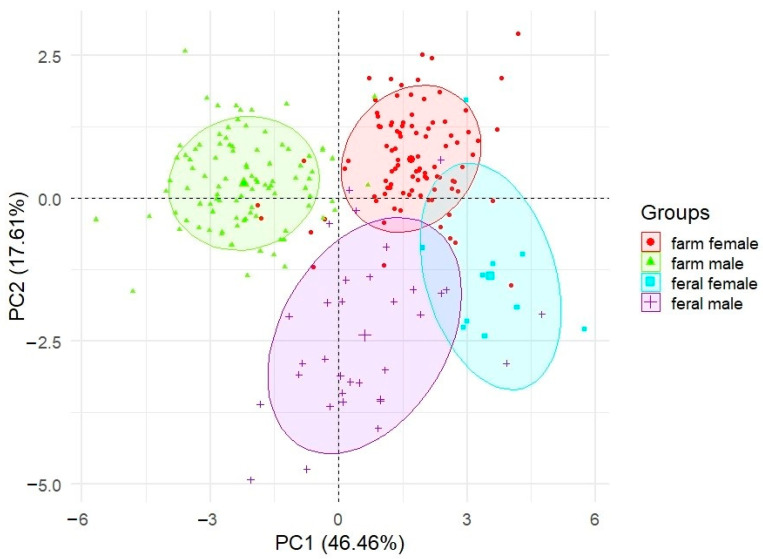 2.5
0.0
−2.5
−5.0
PC2 (17.61%)
−6
−3
0
3
6
PC1 (46.46%)
Groups
farm female
farm male
feral female
feral male